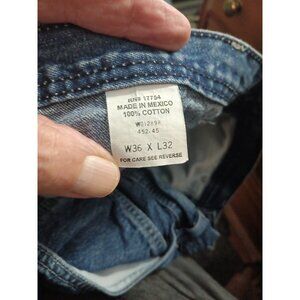 RN# 17754
MADE IN MEXICO
100% COTTON
452-45
W36 X L32
FOR CARE SEE REVERSE